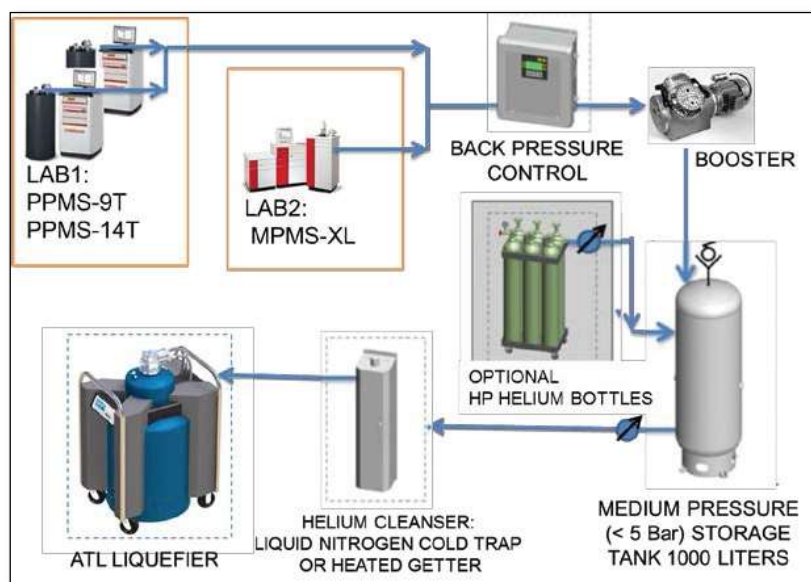 LAB1:
PPMS-9T
PPMS-14T
LAB2:
MPMS-XL
BACK PRESSURE
CONTROL
BOOSTER
OPTIONAL
HP HELIUM BOTTLES
MEDIUM PRESSURE
(< 5 Bar) STORAGE
TANK 1000 LITERS
HELIUM CLEANSER:
LIQUID NITROGEN COLD TRAP
OR HEATED GETTER
ATL LIQUEFIER